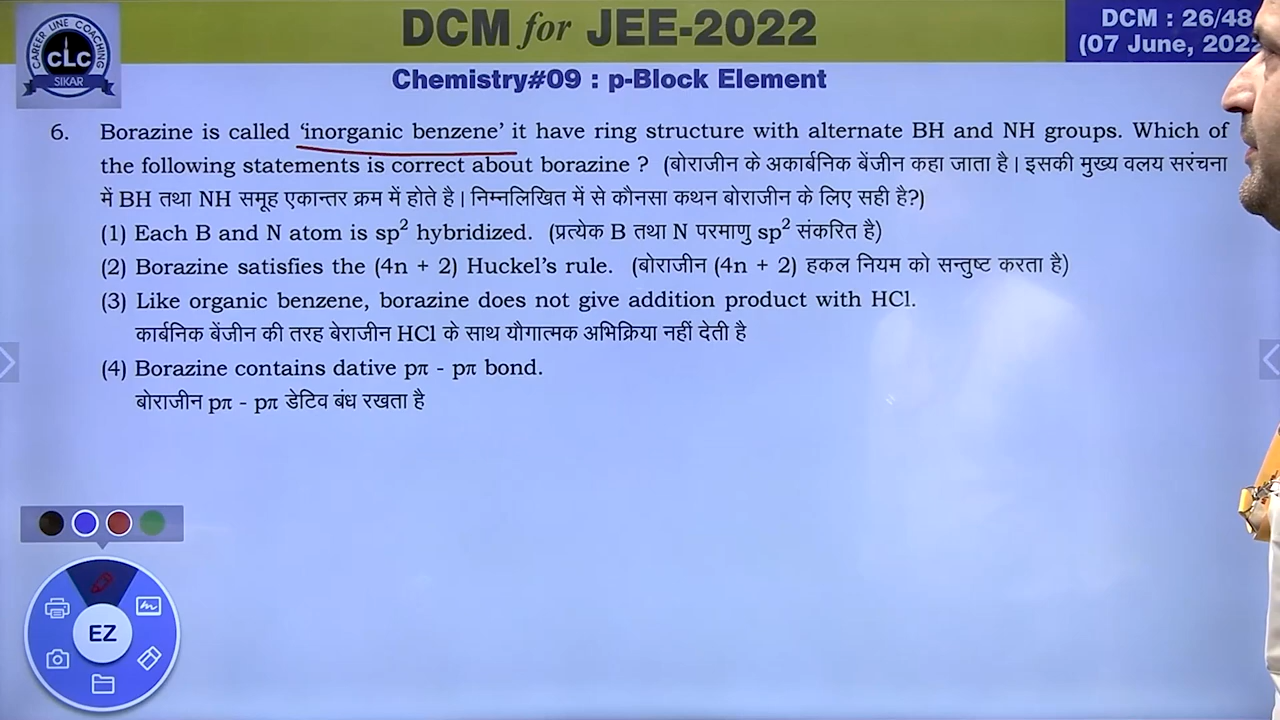 CAREER LINE COACHING
CLC
SIKAR
DCM for JEE-2022
DCM : 26/48
(07 June, 2022
Chemistry#09 : p-Block Element
6. Borazine is called ‘inorganic benzene’ it have ring structure with alternate BH and NH groups. Which of
the following statements is correct about borazine ? (बोराजीन के अकार्बनिक बेंजीन कहा जाता है। इसकी मुख्य वलय सरंचना
में BH तथा NH समूह एकान्तर क्रम में होते है। निम्नलिखित में से कौनसा कथन बोराजीन के लिए सही है?)
(1) Each B and N atom is sp² hybridized. (प्रत्येक B तथा N परमाणु sp² संकरित है)
(2) Borazine satisfies the (4n + 2) Huckel’s rule. (बोराजीन (4n + 2) हकल नियम को सन्तुष्ट करता है)
(3) Like organic benzene, borazine does not give addition product with HCl.
कार्बनिक बेंजीन की तरह बेराजीन HCl के साथ यौगात्मक अभिक्रिया नहीं देती है
(4) Borazine contains dative pπ - pπ bond.
बोराजीन pπ - pπ डेटिव बंध रखता है
EZ